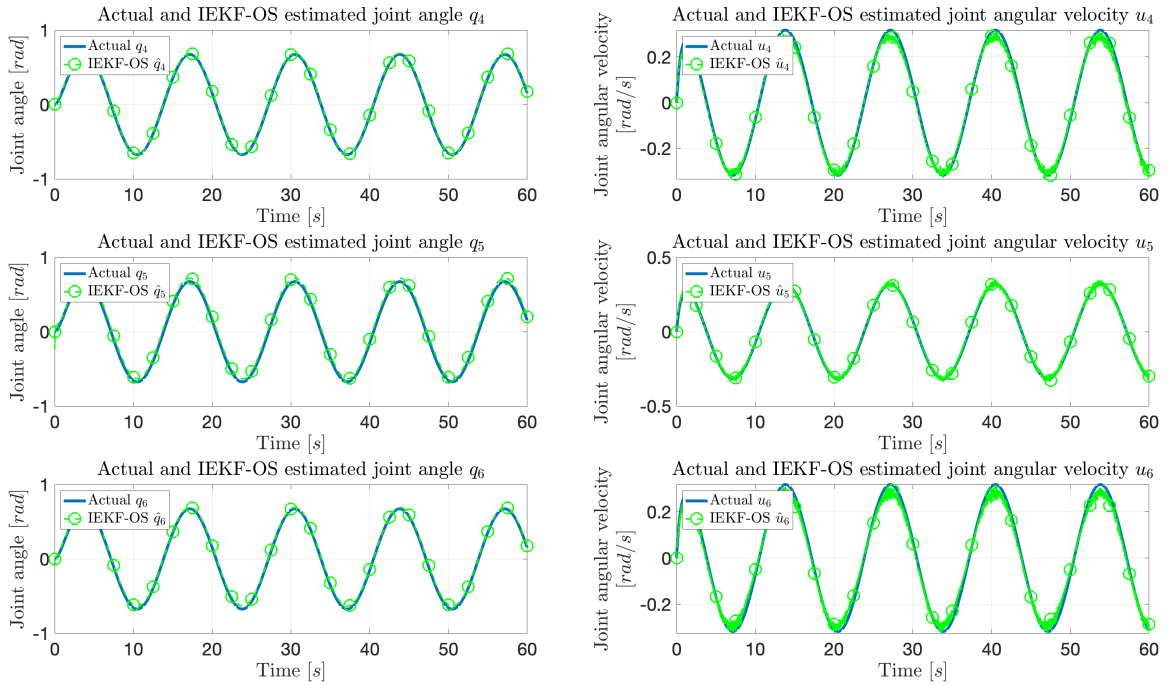 Actual and IEKF-OS estimated joint angle q4
Joint angle [rad]
1
0
-1
Actual q4
IEKF-OS q̂4
0 10 20 30 40 50 60
Time [s]
Actual and IEKF-OS estimated joint angular velocity u4
Joint angular velocity
[rad/s]
0.2
0
-0.2
Actual u4
IEKF-OS û4
0 10 20 30 40 50 60
Time [s]
Actual and IEKF-OS estimated joint angle q5
Joint angle [rad]
1
0
-1
Actual q5
IEKF-OS q̂5
0 10 20 30 40 50 60
Time [s]
Actual and IEKF-OS estimated joint angular velocity u5
Joint angular velocity
[rad/s]
0.5
0
-0.5
Actual u5
IEKF-OS û5
0 10 20 30 40 50 60
Time [s]
Actual and IEKF-OS estimated joint angle q6
Joint angle [rad]
1
0
-1
Actual q6
IEKF-OS q̂6
0 10 20 30 40 50 60
Time [s]
Actual and IEKF-OS estimated joint angular velocity u6
Joint angular velocity
[rad/s]
0.2
0
-0.2
Actual u6
IEKF-OS û6
0 10 20 30 40 50 60
Time [s]